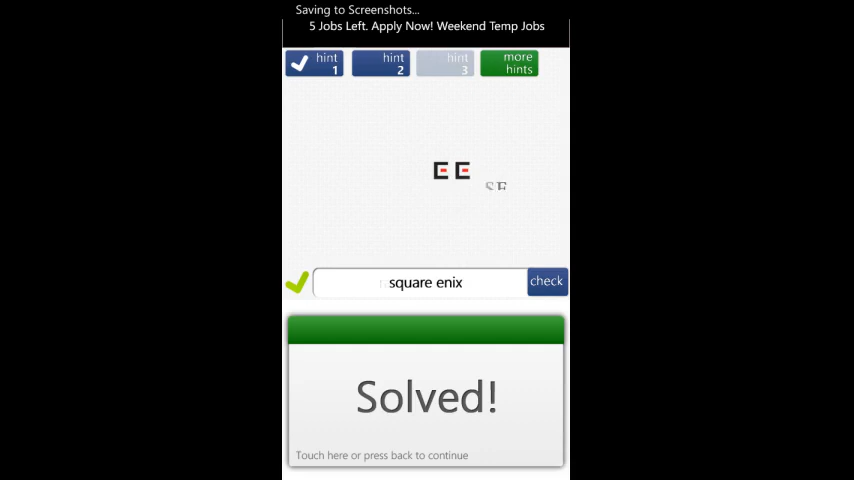 Saving to Screenshots...
5 Jobs Left. Apply Now! Weekend Temp Jobs
hint 1
hint 2
hint 3
more hints
square enix
check
Solved!
Touch here or press back to continue